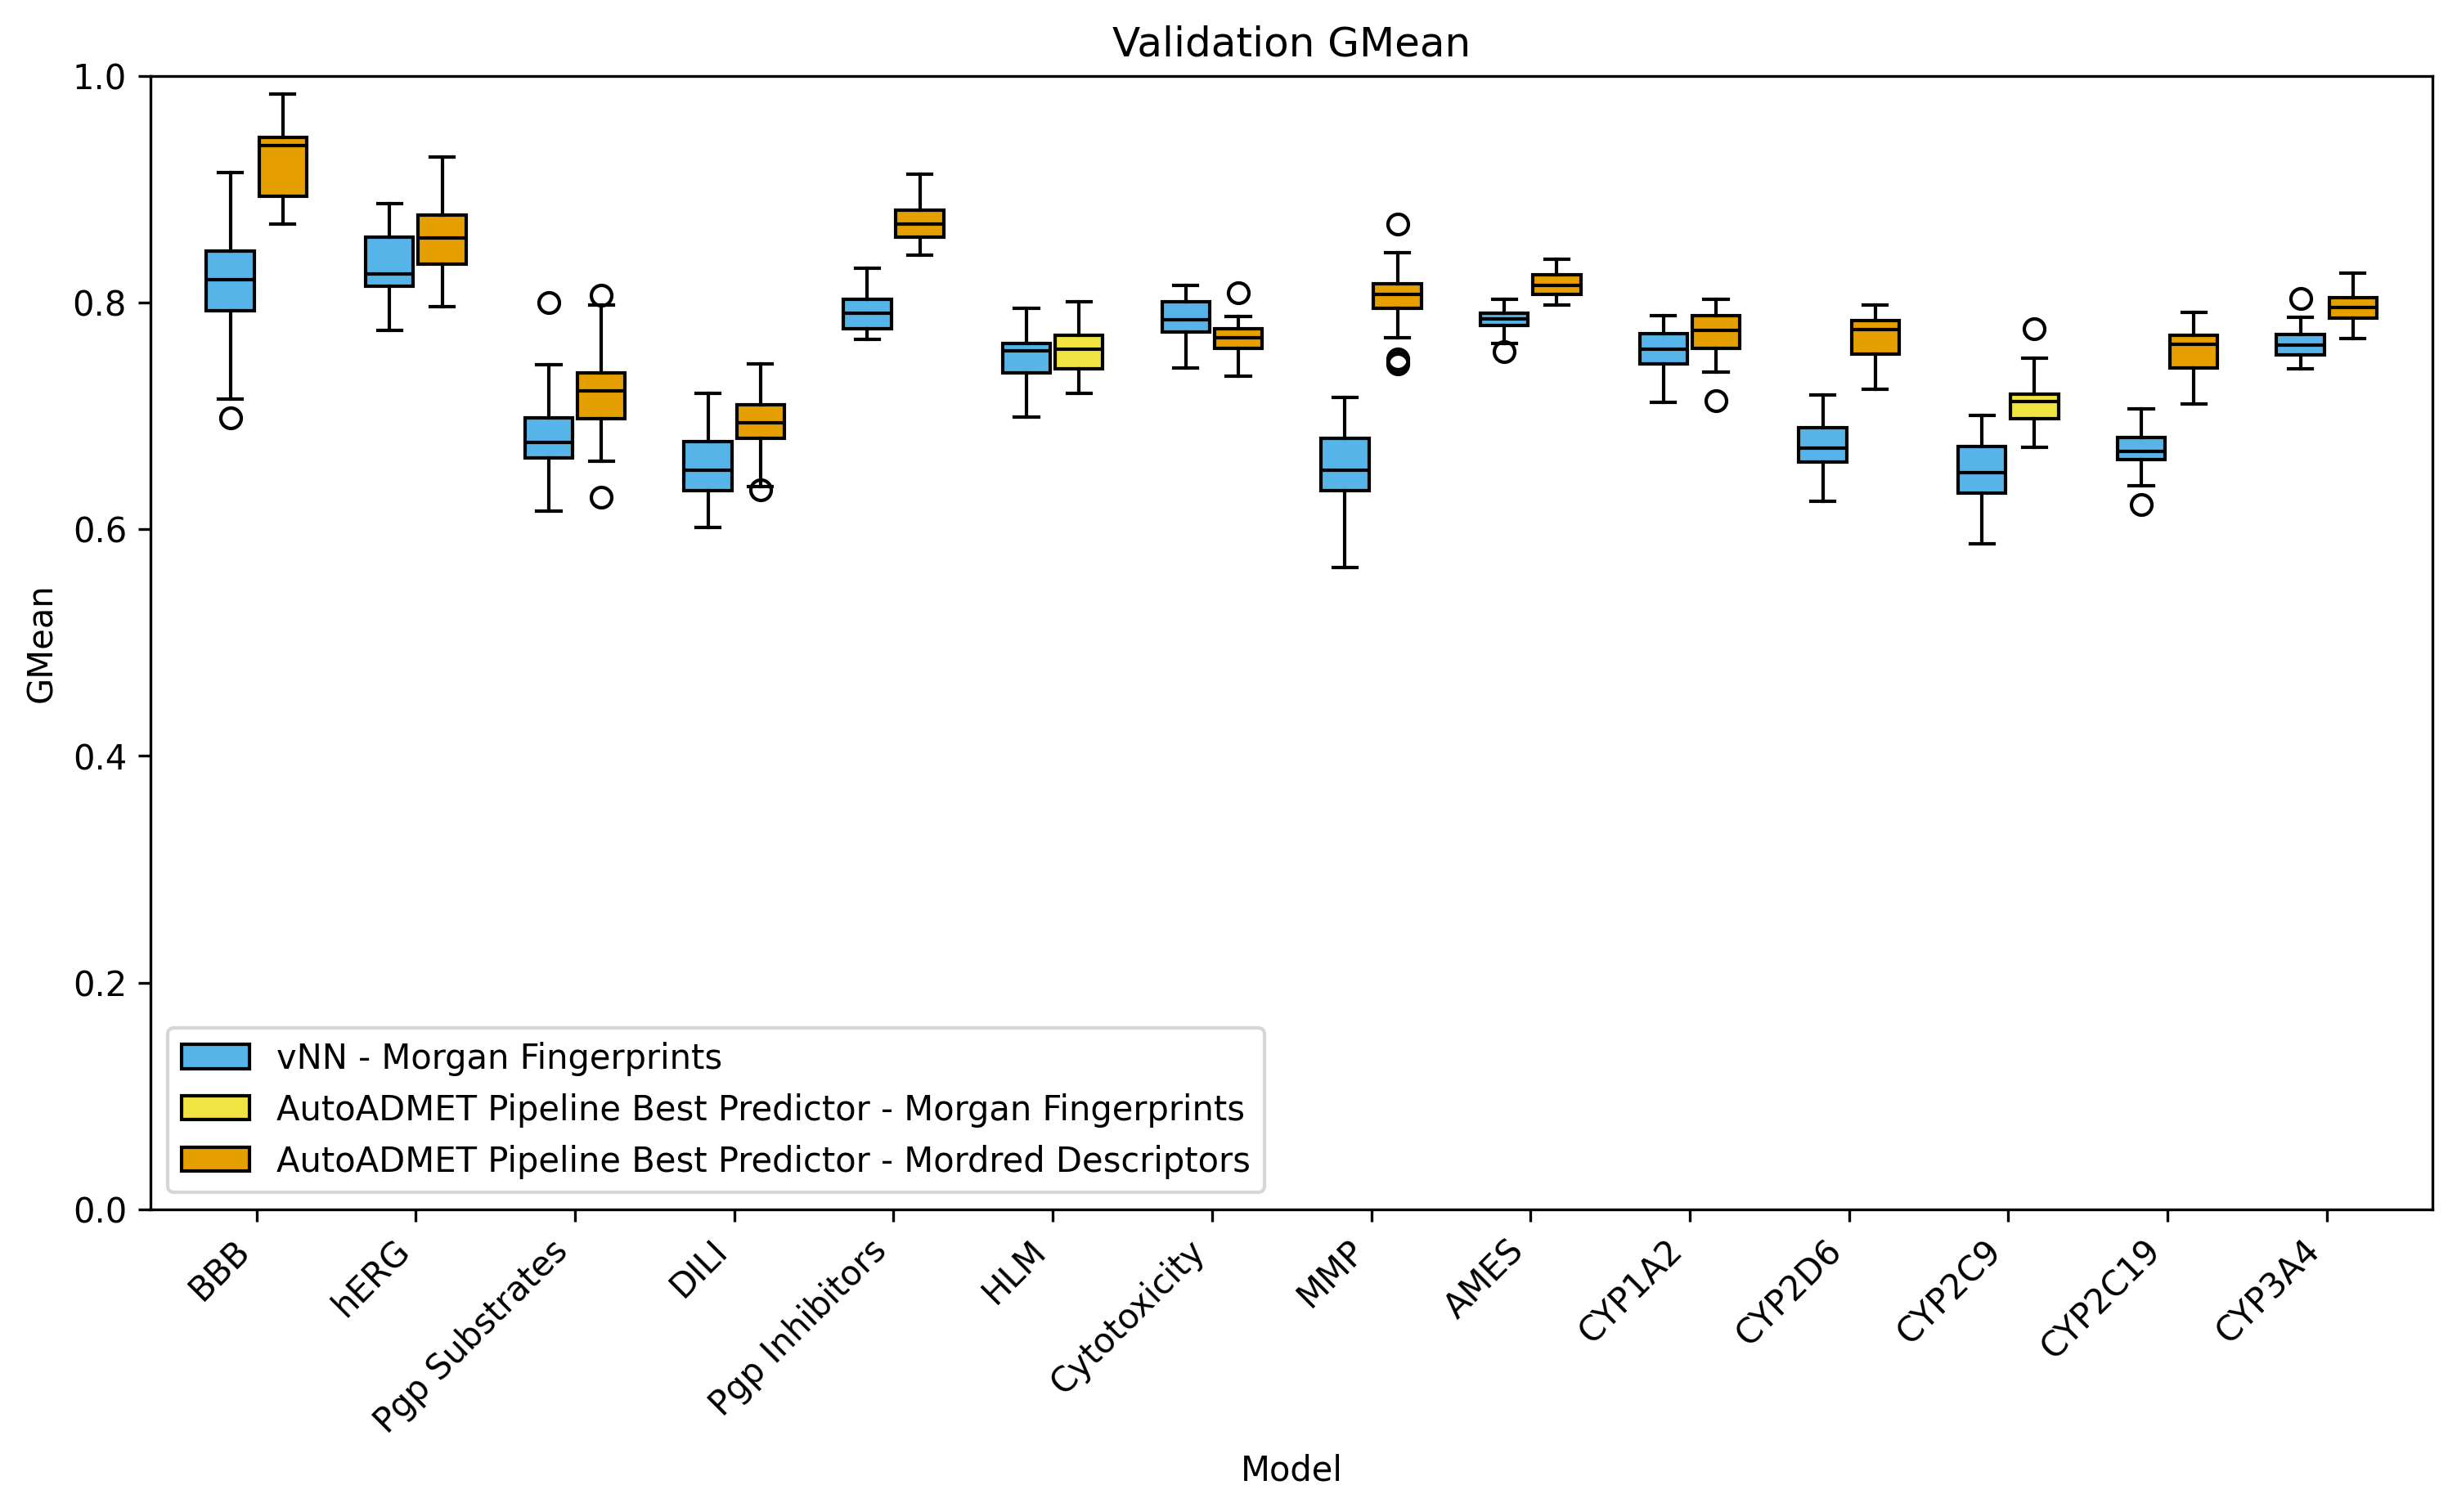 Validation GMean
1.0
0.8
0.6
0.4
0.2
0.0
GMean
vNN - Morgan Fingerprints
AutoADMET Pipeline Best Predictor - Morgan Fingerprints
AutoADMET Pipeline Best Predictor - Mordred Descriptors
BBB
hERG
Pgp Substrates
DILI
Pgp Inhibitors
HLM
Cytotoxicity
MMP
AMES
CYP1A2
CYP2D6
CYP2C9
CYP2C19
CYP3A4
Model